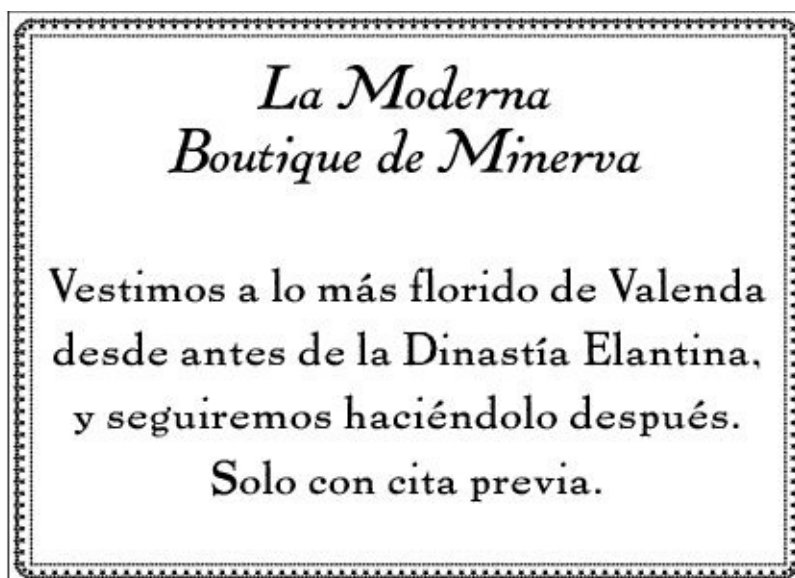 La Moderna
Boutique de Minerva
Vestimos a lo más florido de Valenda
desde antes de la Dinastía Elantina,
y seguiremos haciéndolo después.
Solo con cita previa.